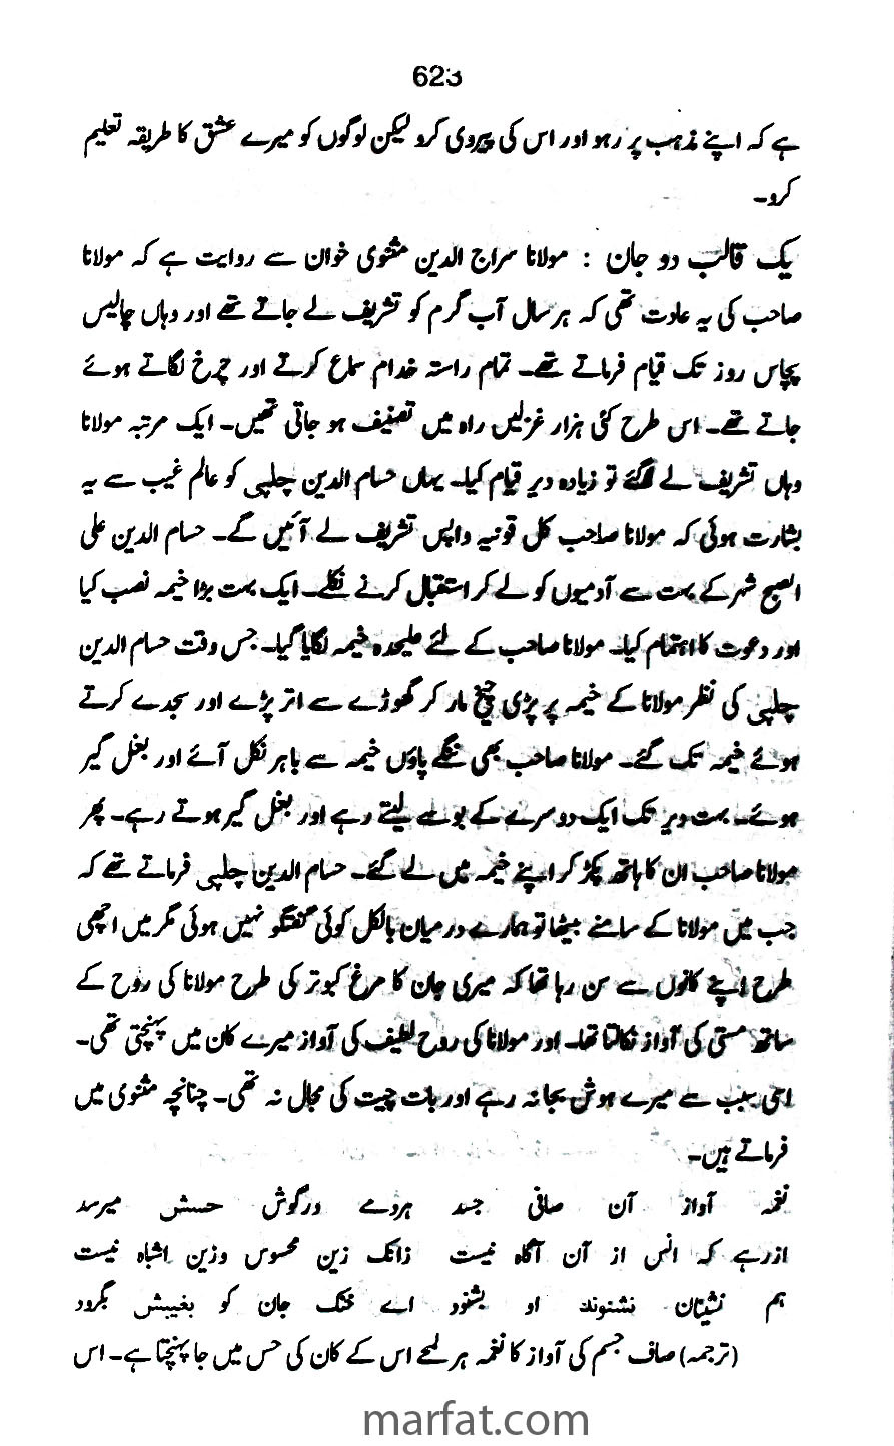 623
ہے کہ اپنے مذہب پر رہو اور اس کی پیروی کرو لیکن لوگوں کو میرے عشق کا طریقہ تعلیم
کرو۔
یک قالب دو جان : مولانا سراج الدین مثنوی خوان سے روایت ہے کہ مولانا
صاحب کی یہ عادت تھی کہ ہر سال آب گرم کو تشریف لے جاتے تھے اور وہاں چالیس
پچاس روز تک قیام فرماتے تھے۔ تمام راستہ خدام سماع کرتے اور چرخ لگاتے ہوئے
جاتے تھے۔ اس طرح کئی ہزار غزلیں راہ میں تصنیف ہو جاتی تھیں۔ ایک مرتبہ مولانا
وہاں تشریف لے گئے تو زیادہ دیر قیام کیا۔ یہاں حسام الدین چلپی کو عالم غیب سے یہ
بشارت ہوئی کہ مولانا صاحب کل قونیہ واپس تشریف لے آئیں گے۔ حسام الدین علی
الصبح شہر کے بہت سے آدمیوں کو لے کر استقبال کرنے نکلے۔ ایک بہت بڑا خیمہ نصب کیا
اور دعوت کا اہتمام کیا۔ مولانا صاحب کے لئے علیحدہ خیمہ لگایا گیا۔ جس وقت حسام الدین
چلپی کی نظر مولانا کے خیمہ پر پڑی چیخ مار کر گھوڑے سے اتر پڑے اور سجدے کرتے
ہوئے خیمہ تک گئے۔ مولانا صاحب بھی ننگے پاؤں خیمہ سے باہر نکل آئے اور بغل گیر
ہوئے۔ بہت دیر تک ایک دوسرے کے بوسے لیتے رہے اور بغل گیر ہوتے رہے۔ پھر
مولانا صاحب ان کا ہاتھ پکڑ کر اپنے خیمہ میں لے گئے۔ حسام الدین چلپی فرماتے تھے کہ
جب میں مولانا کے سامنے بیٹھا تو ہمارے درمیان بالکل کوئی گفتگو نہیں ہوئی مگر میں اچھی
طرح اپنے کانوں سے سن رہا تھا کہ میری جان کا مرغ کبوتر کی طرح مولانا کی روح کے
ساتھ مستی کی آواز نکالتا تھا۔ اور مولانا کی روح لطیف کی آواز میرے کان میں پہنچتی تھی۔
اسی سبب سے میرے ہوش بجا نہ رہے اور بات چیت کی مجال نہ تھی۔ چنانچہ مثنوی میں
فرماتے ہیں۔
نغمہ آواز آن صافی جسد ہردے درگوش حسش میرسد
ازرہے کہ انس از آن آگاہ نیست زانک زین محسوس وزین اشباہ نیست
ہم نشینان نشنوند او بشنود اے خنک جان کو بغیبش بگرود
(ترجمہ) صاف جسم کی آواز کا نغمہ ہر لمحے اس کے کان کی حس میں جا پہنچتا ہے۔ اس
marfat.com